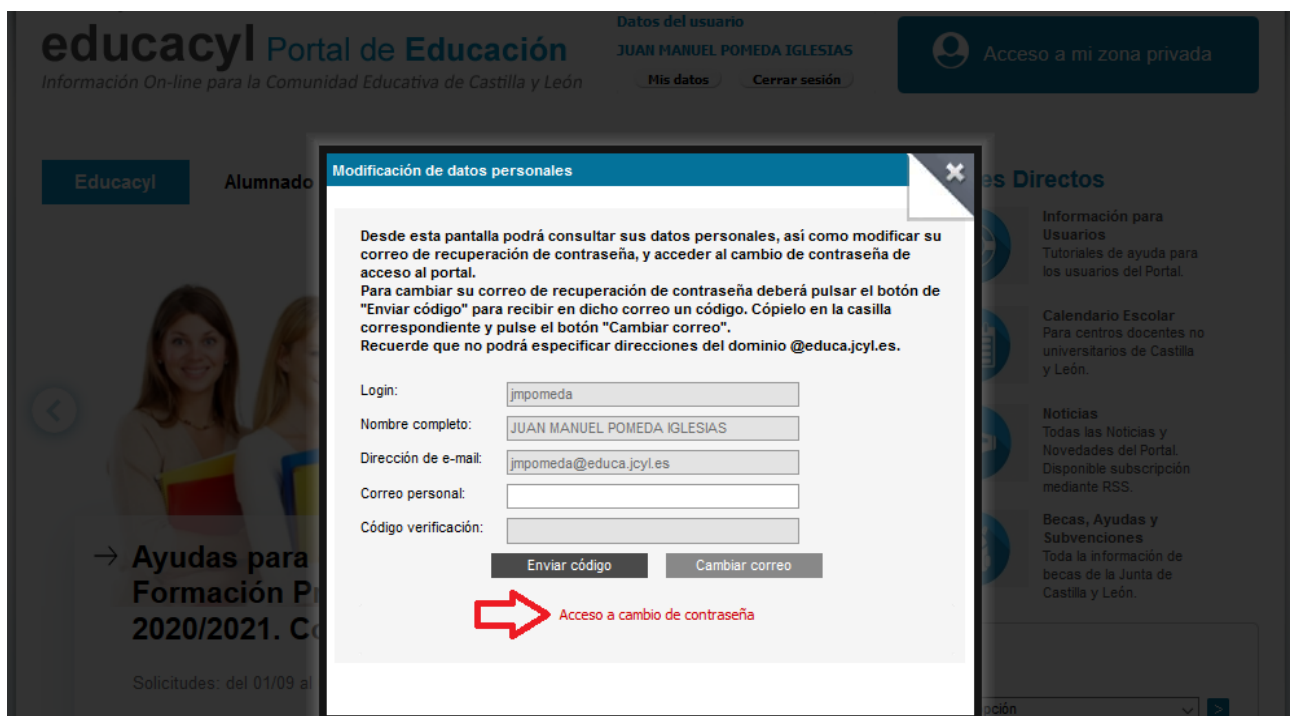 educacyl Portal de Educación
Información On-line para la Comunidad Educativa de Castilla y León
Datos del usuario
JUAN MANUEL POMEDA IGLESIAS
Mis datos
Cerrar sesión
Acceso a mi zona privada
Educacyl
Alumnado
es Directos
Modificación de datos personales
Desde esta pantalla podrá consultar sus datos personales, así como modificar su
correo de recuperación de contraseña, y acceder al cambio de contraseña de
acceso al portal.
Para cambiar su correo de recuperación de contraseña deberá pulsar el botón de
"Enviar código" para recibir en dicho correo un código. Cópielo en la casilla
correspondiente y pulse el botón "Cambiar correo".
Recuerde que no podrá especificar direcciones del dominio @educa.jcyl.es.
Login:
jmpomeda
Nombre completo:
JUAN MANUEL POMEDA IGLESIAS
Dirección de e-mail:
jmpomeda@educa.jcyl.es
Correo personal:
Código verificación:
Enviar código
Cambiar correo
Acceso a cambio de contraseña
Información para
Usuarios
Tutoriales de ayuda para
los usuarios del Portal.
Calendario Escolar
Para centros docentes no
universitarios de Castilla
y León.
Noticias
Todas las Noticias y
Novedades del Portal.
Disponible subscripción
mediante RSS.
Becas, Ayudas y
Subvenciones
Toda la información de
becas de la Junta de
Castilla y León.
Ayudas para
Formación Pr
2020/2021. Co
Solicitudes: del 01/09 al
pción